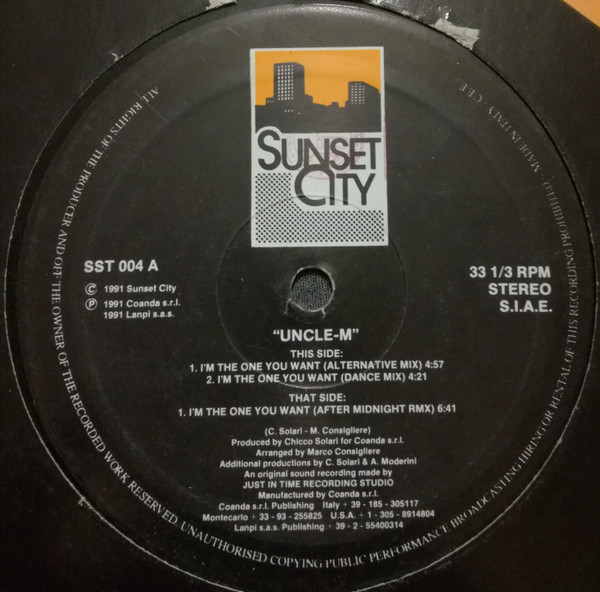 SUNSET
CITY
SST 004 A
© 1991 Sunset City
℗ 1991 Coanda s.r.l.
1991 Lanpi s.a.s.
33 1/3 RPM
STEREO
S.I.A.E.
"UNCLE-M"
THIS SIDE:
1. I'M THE ONE YOU WANT (ALTERNATIVE MIX) 4:57
2. I'M THE ONE YOU WANT (DANCE MIX) 4:21
THAT SIDE:
1. I'M THE ONE YOU WANT (AFTER MIDNIGHT RMX) 6:41
(C. Solari - M. Consigliere)
Produced by Chicco Solari for Coanda s.r.l.
Arranged by Marco Consigliere
Additional productions by C. Solari & A. Moderini
An original sound recording made by
JUST IN TIME RECORDING STUDIO
Manufactured by Coanda s.r.l.
Coanda s.r.l. Publishing Italy + 39 - 185 - 305117
Montecarlo + 33 - 93 - 255825 U.S.A. + 1 - 305 - 8914804
Lanpi s.a.s. Publishing + 39 - 2 - 55400314
ALL RIGHTS OF THE PRODUCER AND OFF THE OWNER OF THE RECORDED WORK RESERVED. UNAUTHORISED COPYING PUBLIC PERFORMANCE BROADCASTING HIRING OR RENTAL OF THIS RECORDING PROHIBITED. MADE IN ITALY - CEE